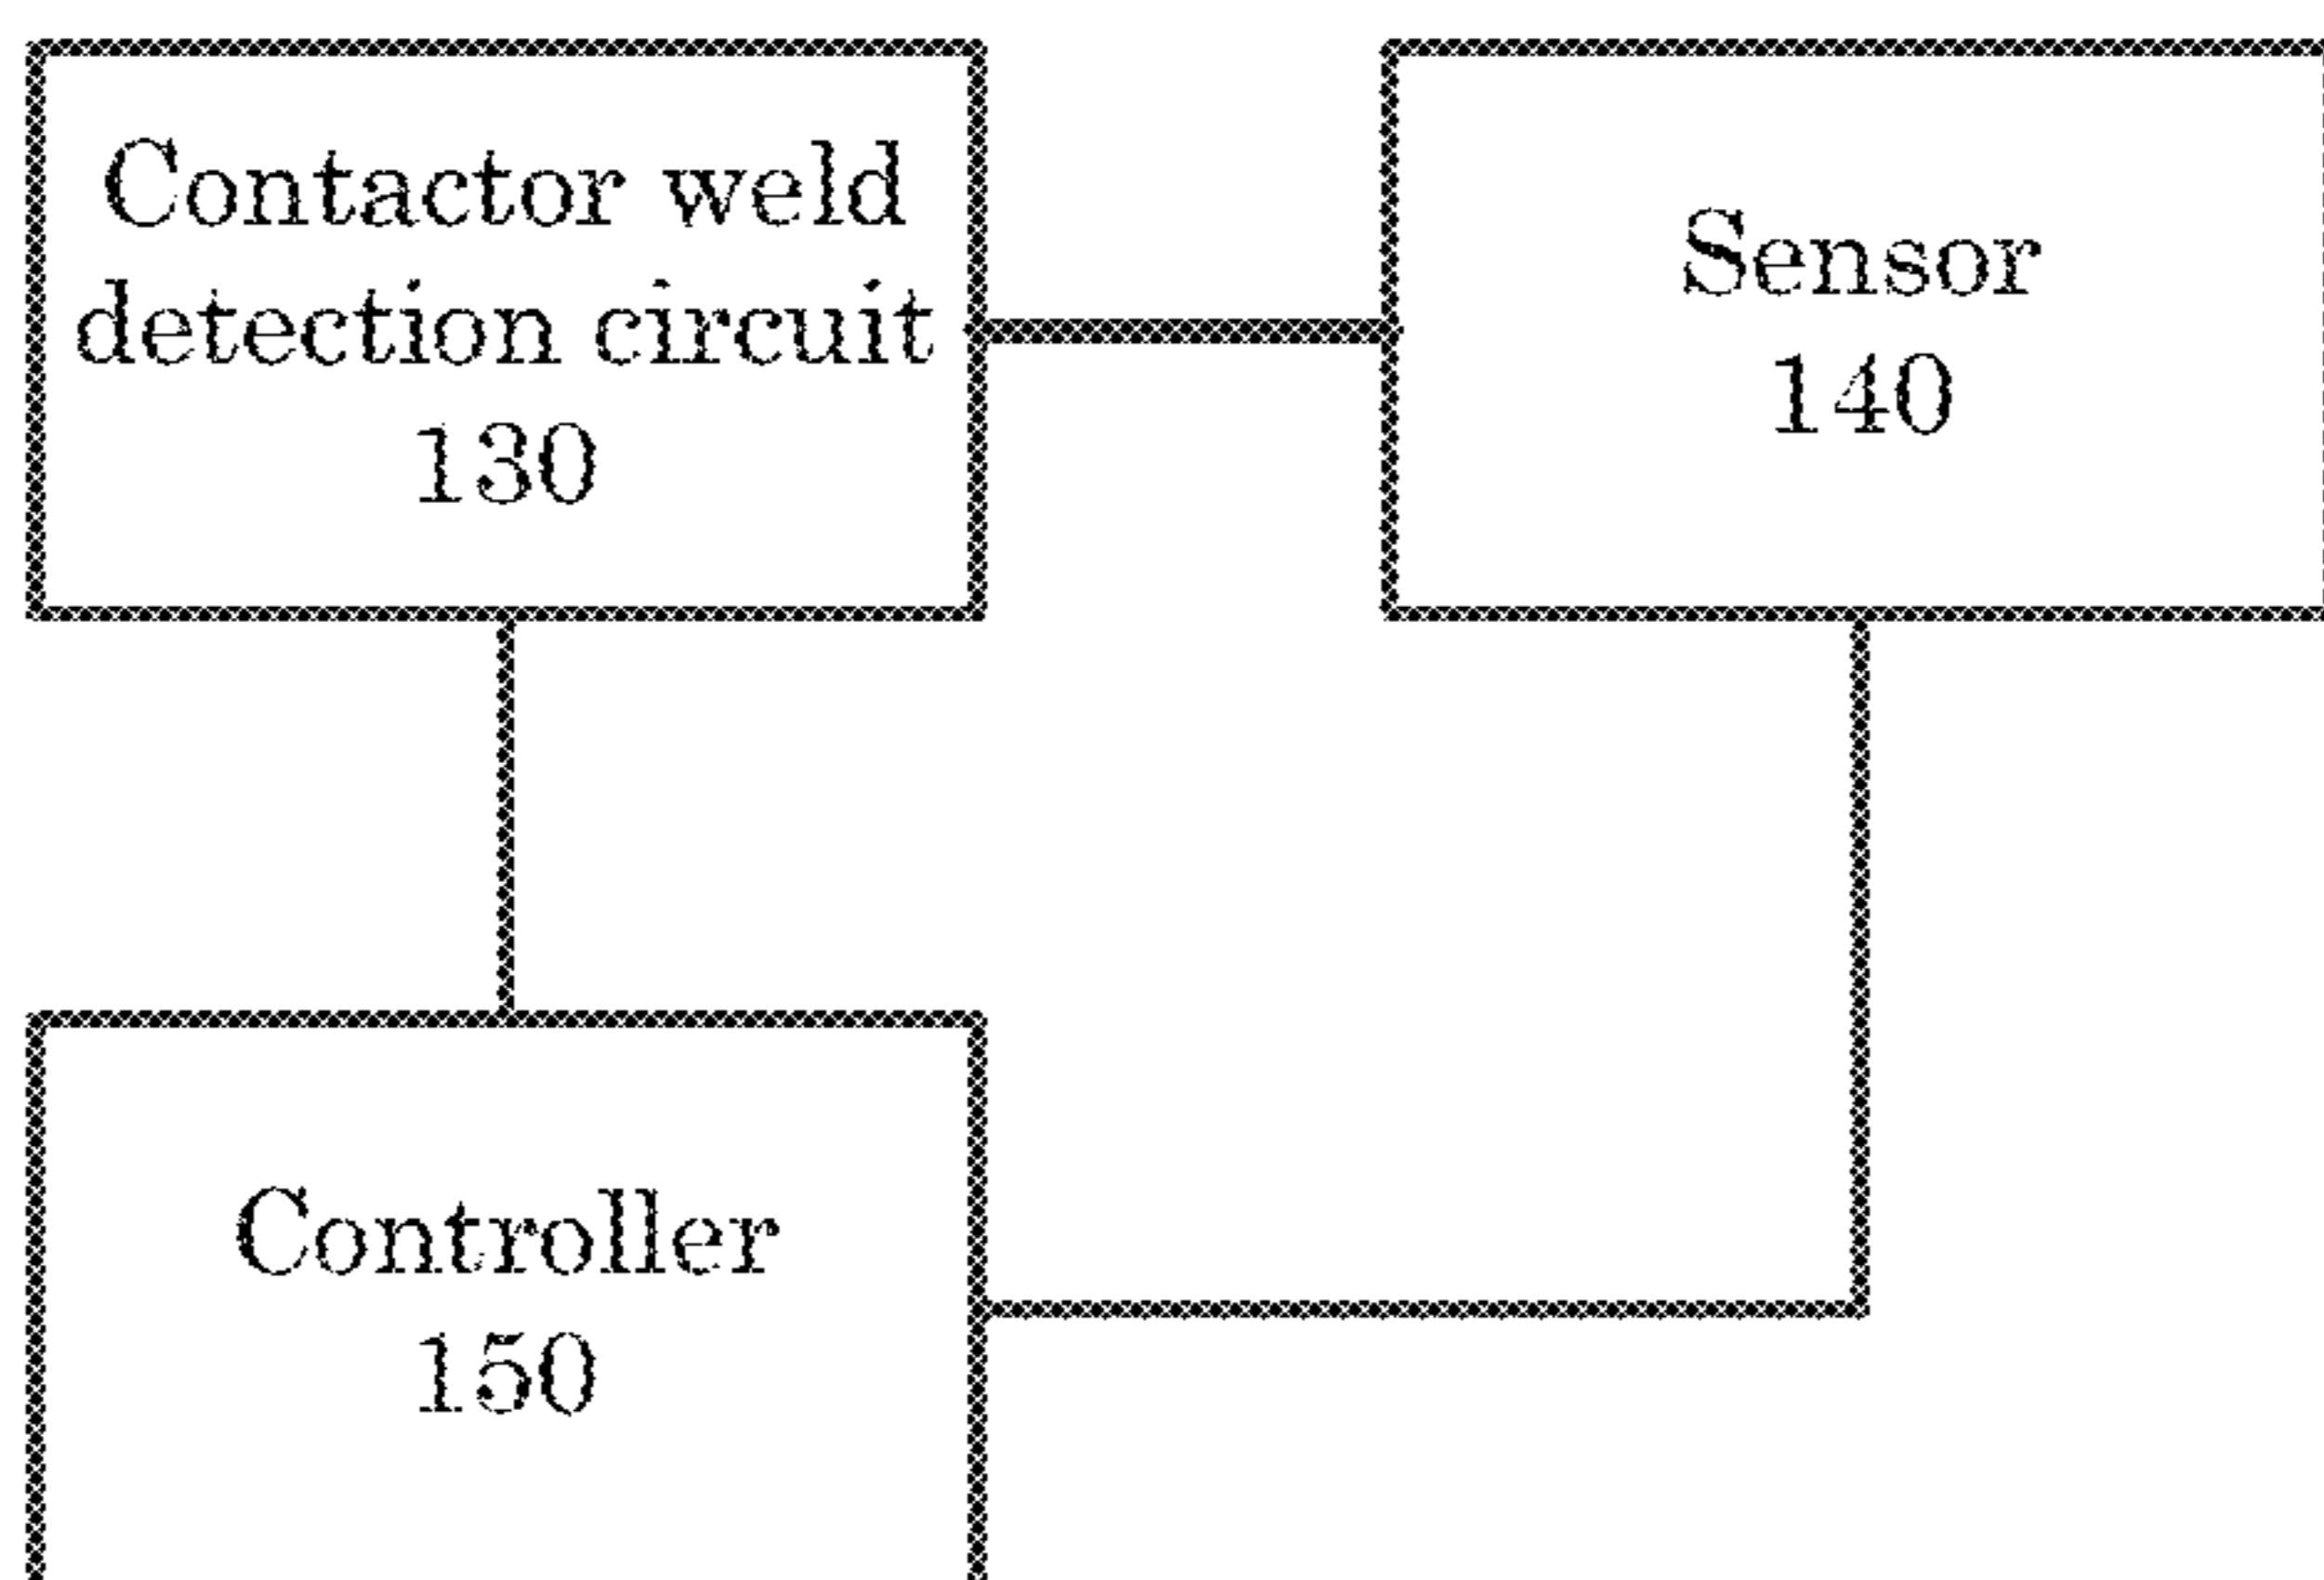 Contactor weld
detection circuit
130
Sensor
140
Controller
150